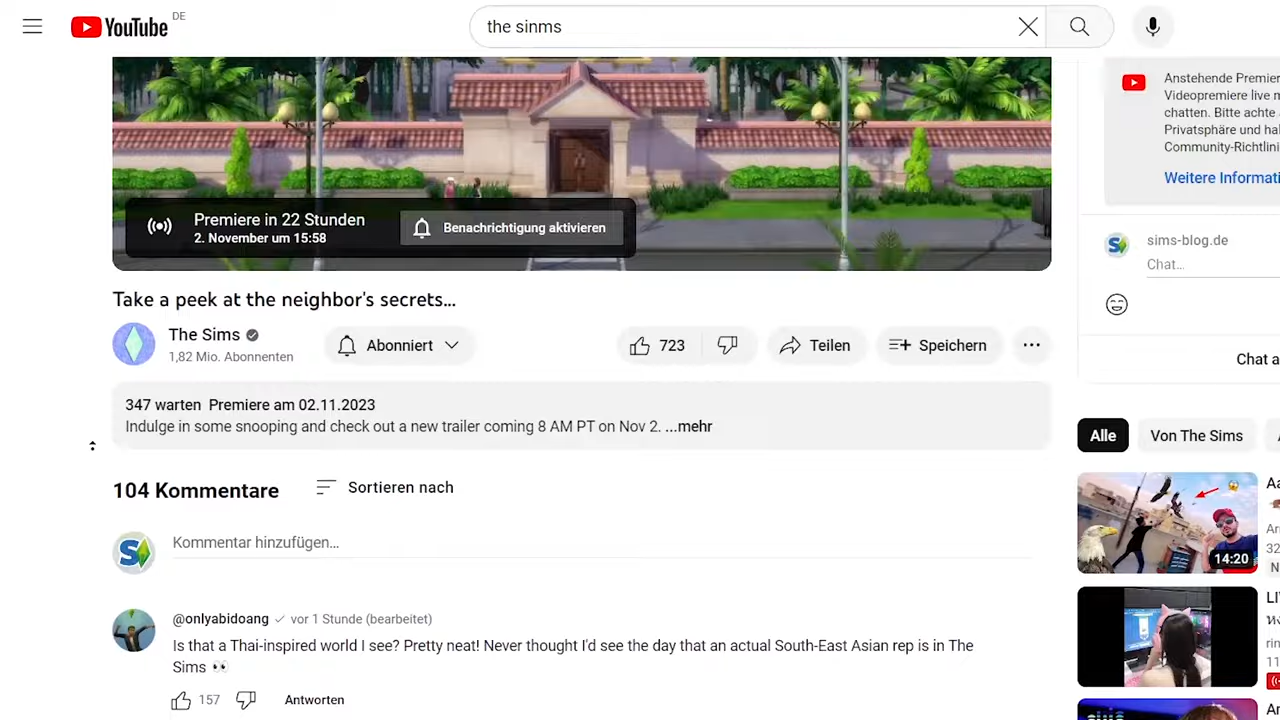 YouTube DE
the sinms
Anstehende Premier
Videopremiere live m
chatten. Bitte achte a
Privatsphäre und ha
Community-Richtlini
Weitere Informati
Premiere in 22 Stunden
2. November um 15:58
Benachrichtigung aktivieren
sims-blog.de
Chat...
Chat a
Take a peek at the neighbor's secrets...
The Sims
1,82 Mio. Abonnenten
Abonniert
723
Teilen
Speichern
347 warten Premiere am 02.11.2023
Indulge in some snooping and check out a new trailer coming 8 AM PT on Nov 2. ...mehr
Alle
Von The Sims
104 Kommentare
Sortieren nach
Kommentar hinzufügen...
14:20
@onlyabidoang vor 1 Stunde (bearbeitet)
Is that a Thai-inspired world I see? Pretty neat! Never thought I'd see the day that an actual South-East Asian rep is in The
Sims 👀
157
Antworten